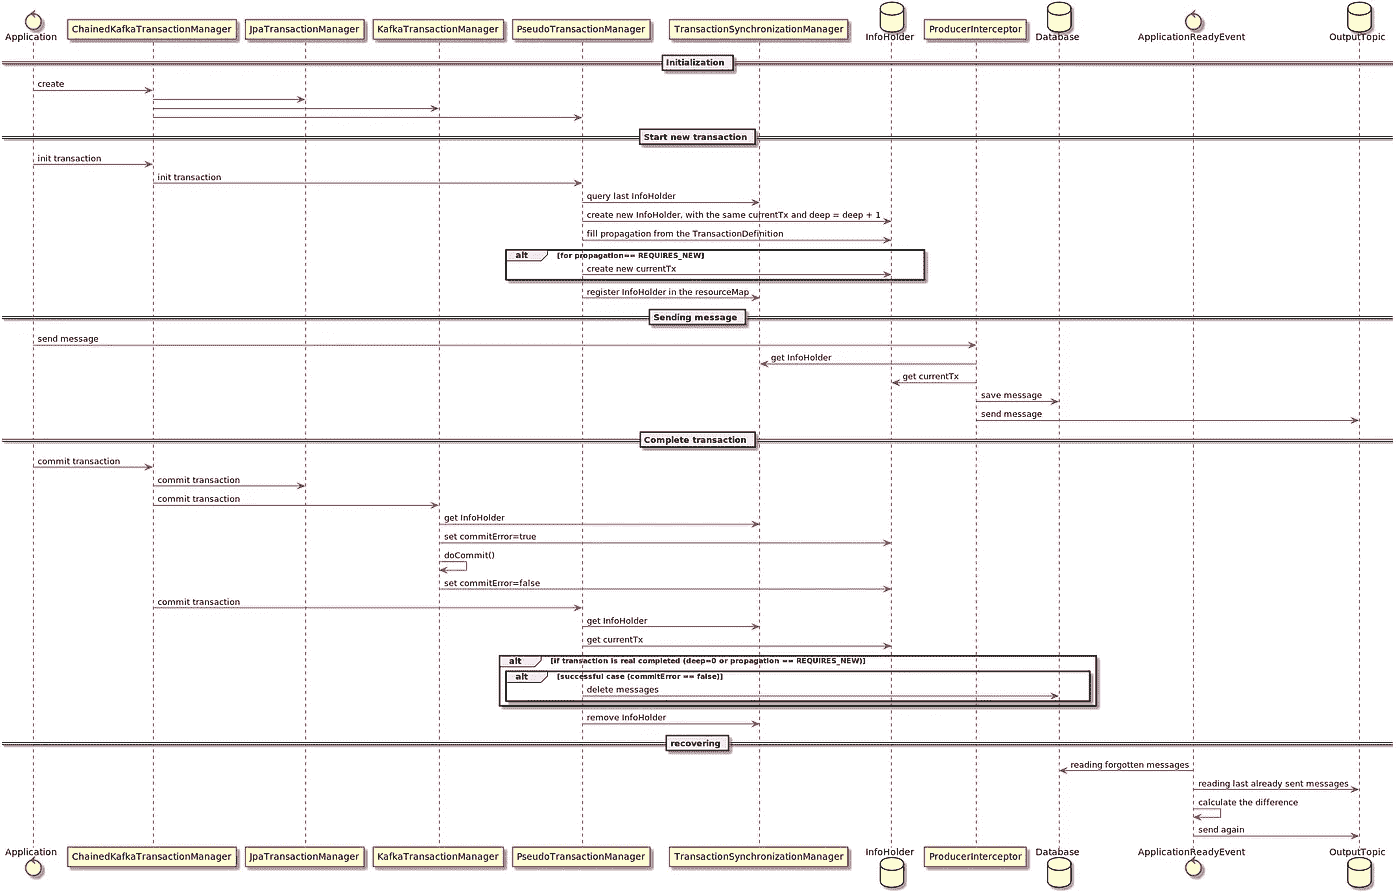 Application ChainedKafkaTransactionManager JpaTransactionManager KafkaTransactionManager PseudoTransactionManager TransactionSynchronizationManager InfoHolder ProducerInterceptor Database ApplicationReadyEvent OutputTopic
Initialization
create
Start new transaction
init transaction
init transaction
query last InfoHolder
create new InfoHolder, with the same currentTx and deep = deep + 1
fill propagation from the TransactionDefinition
alt [for propagation== REQUIRES_NEW]
create new currentTx
register InfoHolder in the resourceMap
Sending message
send message
get InfoHolder
get currentTx
save message
send message
Complete transaction
commit transaction
commit transaction
commit transaction
get InfoHolder
set commitError=true
doCommit()
set commitError=false
commit transaction
get InfoHolder
get currentTx
alt [if transaction is real completed (deep=0 or propagation == REQUIRES_NEW)]
alt [successful case (commitError == false)]
delete messages
remove InfoHolder
recovering
reading forgotten messages
reading last already sent messages
calculate the difference
send again
Application ChainedKafkaTransactionManager JpaTransactionManager KafkaTransactionManager PseudoTransactionManager TransactionSynchronizationManager InfoHolder ProducerInterceptor Database ApplicationReadyEvent OutputTopic